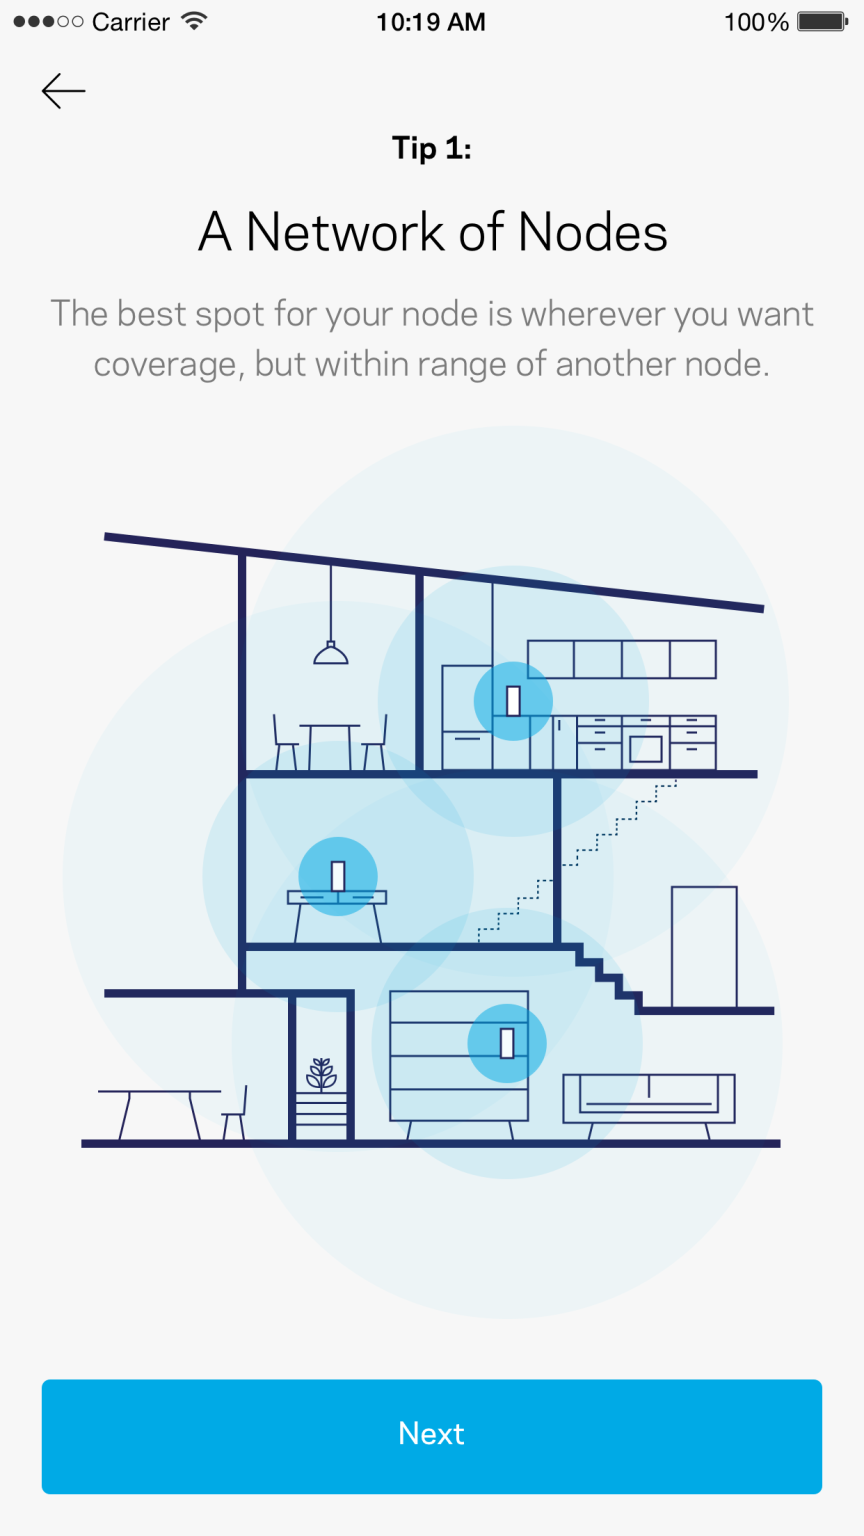 Carrier 10:19 AM 100%
Tip 1:
A Network of Nodes
The best spot for your node is wherever you want
coverage, but within range of another node.
Next